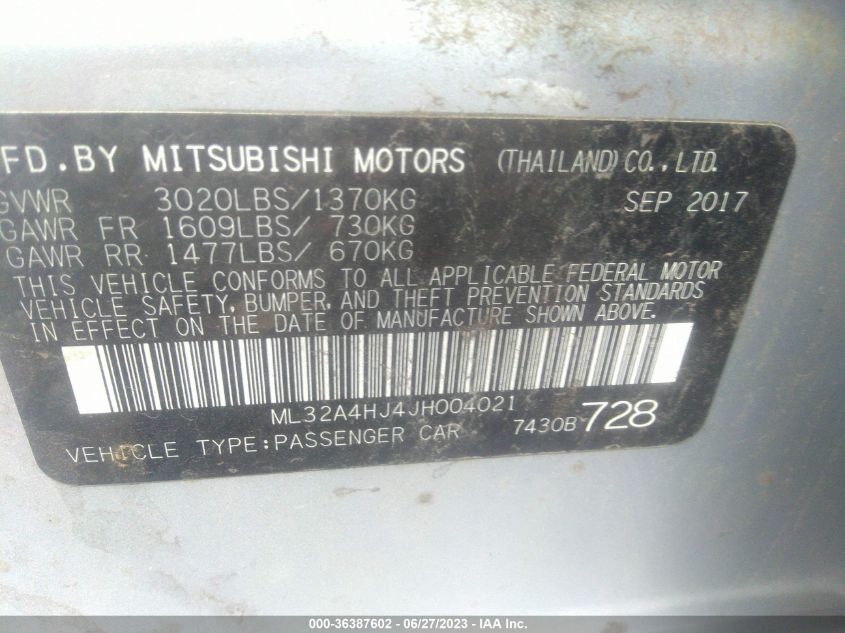 FD.BY MITSUBISHI MOTORS (THAILAND) CO., LTD.
GVWR 3020LBS/1370KG SEP 2017
GAWR FR 1609LBS/ 730KG
GAWR RR 1477LBS/ 670KG
THIS VEHICLE CONFORMS TO ALL APPLICABLE FEDERAL MOTOR
VEHICLE SAFETY, BUMPER, AND THEFT PREVENTION STANDARDS
IN EFFECT ON THE DATE OF MANUFACTURE SHOWN ABOVE.
ML32A4HJ4JH004021
VEHICLE TYPE:PASSENGER CAR 7430B 728
000-36387602 - 06/27/2023 - IAA Inc.